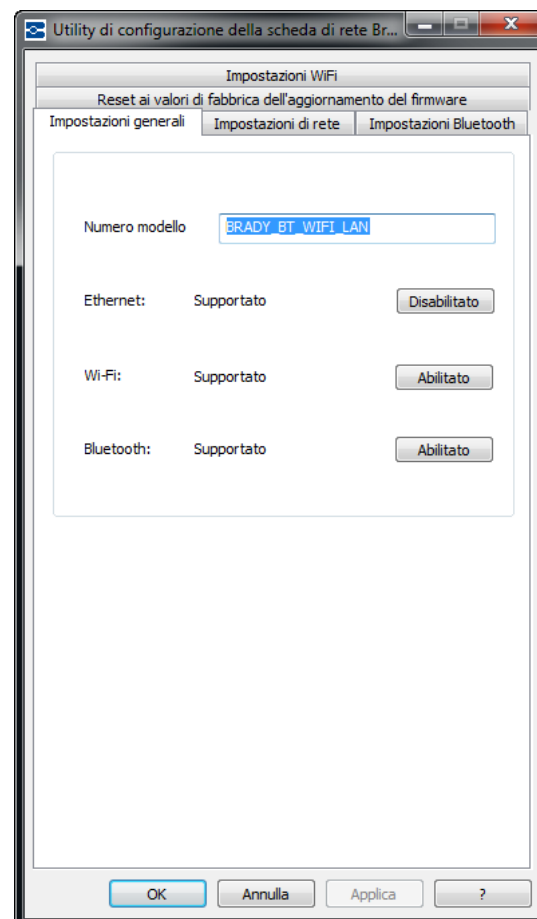 Utility di configurazione della scheda di rete Br...
Impostazioni WiFi
Reset ai valori di fabbrica dell'aggiornamento del firmware
Impostazioni generali Impostazioni di rete Impostazioni Bluetooth
Numero modello BRADY_BT_WIFI_LAN
Ethernet: Supportato Disabilitato
Wi-Fi: Supportato Abilitato
Bluetooth: Supportato Abilitato
OK Annulla Applica ?